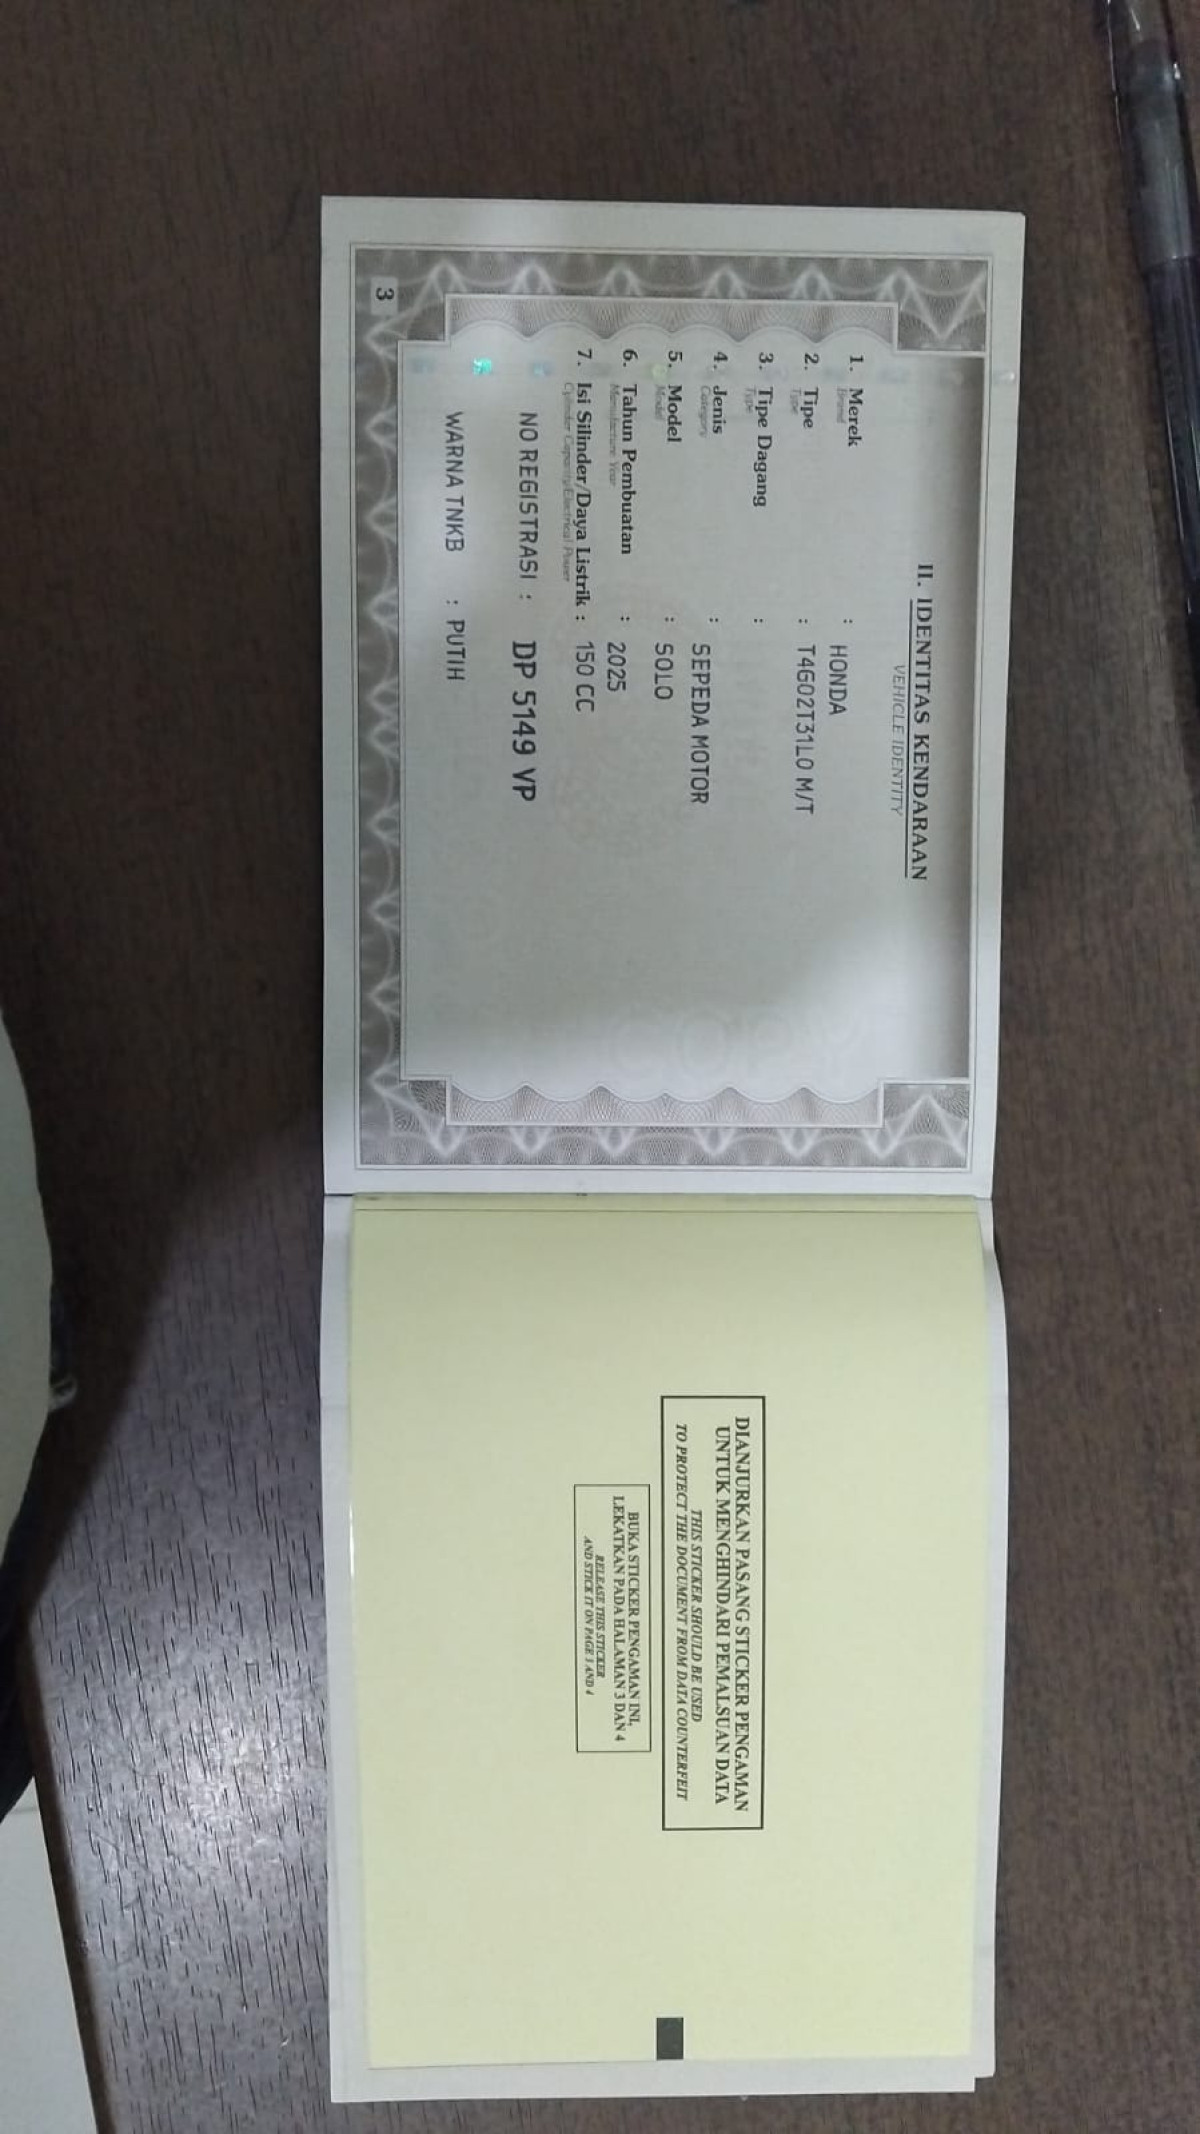 II. IDENTITAS KENDARAAN
VEHICLE IDENTITY
1. Merek : HONDA
Brand
2. Tipe : T4G02T31L0 M/T
Type
3. Tipe Dagang :
Type
4. Jenis : SEPEDA MOTOR
Category
5. Model : SOLO
Model
6. Tahun Pembuatan : 2025
Manufacture Year
7. Isi Silinder/Daya Listrik : 150 CC
Cylinder Capacity/Electrical Power
NO REGISTRASI : DP 5149 VP
WARNA TNKB : PUTIH
3
DIANJURKAN PASANG STICKER PENGAMAN
UNTUK MENGHINDARI PEMALSUAN DATA
THIS STICKER SHOULD BE USED
TO PROTECT THE DOCUMENT FROM DATA COUNTERFEIT
BUKA STICKER PENGAMAN INI,
LEKATKAN PADA HALAMAN 3 DAN 4
RELEASE THIS STICKER
AND STICK IT ON PAGE 3 AND 4